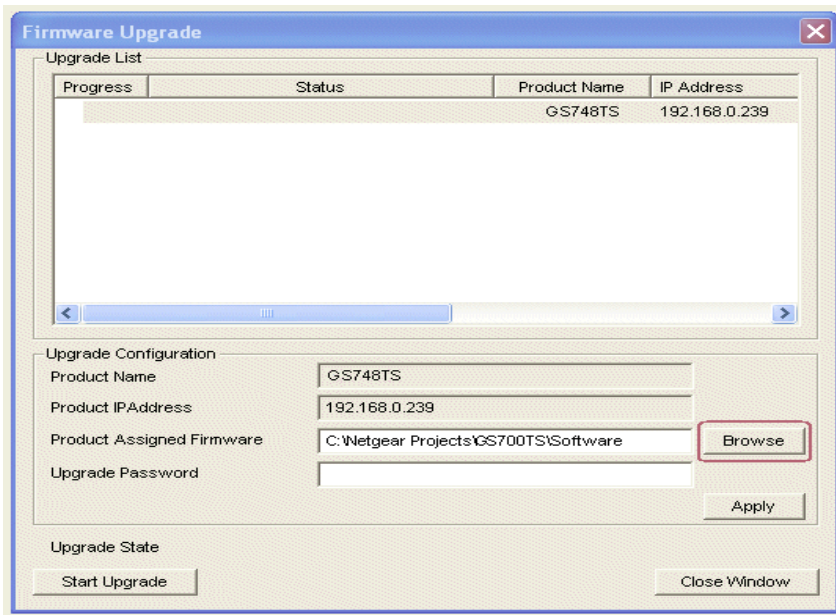 Firmware Upgrade
Upgrade List
Progress Status Product Name IP Address
GS748TS 192.168.0.239
Upgrade Configuration
Product Name GS748TS
Product IPAddress 192.168.0.239
Product Assigned Firmware C:\Netgear Projects\GS700TS\Software Browse
Upgrade Password
Apply
Upgrade State
Start Upgrade Close Window